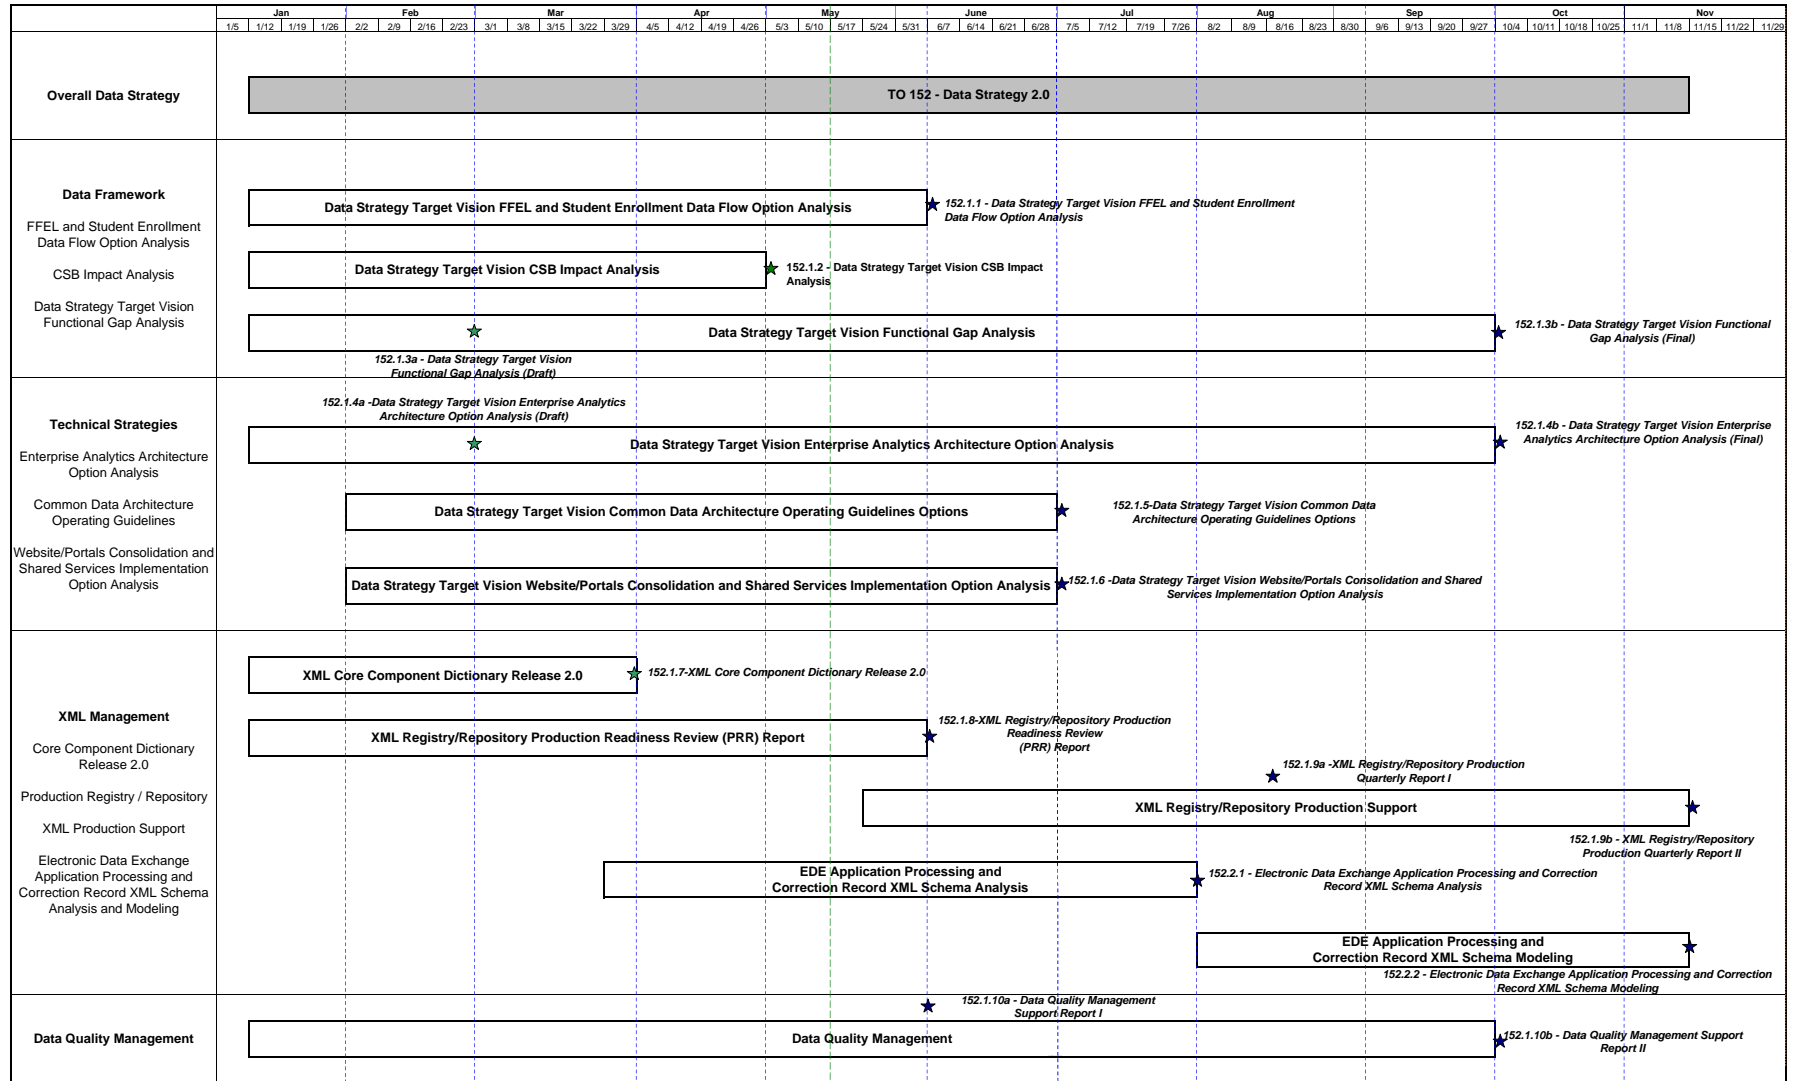 Jan Feb Mar Apr May June Jul Aug Sep Oct Nov
1/5 1/12 1/19 1/26 2/2 2/9 2/16 2/23 3/1 3/8 3/15 3/22 3/29 4/5 4/12 4/19 4/26 5/3 5/10 5/17 5/24 5/31 6/7 6/14 6/21 6/28 7/5 7/12 7/19 7/26 8/2 8/9 8/16 8/23 8/30 9/6 9/13 9/20 9/27 10/4 10/11 10/18 10/25 11/1 11/8 11/15 11/22 11/29
Overall Data Strategy
TO 152 - Data Strategy 2.0
Data Framework
FFEL and Student Enrollment
Data Flow Option Analysis
CSB Impact Analysis
Data Strategy Target Vision
Functional Gap Analysis
Data Strategy Target Vision FFEL and Student Enrollment Data Flow Option Analysis
152.1.1 - Data Strategy Target Vision FFEL and Student Enrollment
Data Flow Option Analysis
Data Strategy Target Vision CSB Impact Analysis
152.1.2 - Data Strategy Target Vision CSB Impact
Analysis
Data Strategy Target Vision Functional Gap Analysis
152.1.3b - Data Strategy Target Vision Functional
Gap Analysis (Final)
152.1.3a - Data Strategy Target Vision
Functional Gap Analysis (Draft)
Technical Strategies
Enterprise Analytics Architecture
Option Analysis
Common Data Architecture
Operating Guidelines
Website/Portals Consolidation and
Shared Services Implementation
Option Analysis
152.1.4a -Data Strategy Target Vision Enterprise Analytics
Architecture Option Analysis (Draft)
Data Strategy Target Vision Enterprise Analytics Architecture Option Analysis
152.1.4b - Data Strategy Target Vision Enterprise
Analytics Architecture Option Analysis (Final)
Data Strategy Target Vision Common Data Architecture Operating Guidelines Options
152.1.5-Data Strategy Target Vision Common Data
Architecture Operating Guidelines Options
Data Strategy Target Vision Website/Portals Consolidation and Shared Services Implementation Option Analysis
152.1.6 -Data Strategy Target Vision Website/Portals Consolidation and Shared
Services Implementation Option Analysis
XML Management
Core Component Dictionary
Release 2.0
Production Registry / Repository
XML Production Support
Electronic Data Exchange
Application Processing and
Correction Record XML Schema
Analysis and Modeling
XML Core Component Dictionary Release 2.0
152.1.7-XML Core Component Dictionary Release 2.0
XML Registry/Repository Production Readiness Review (PRR) Report
152.1.8-XML Registry/Repository Production
Readiness Review
(PRR) Report
152.1.9a -XML Registry/Repository Production
Quarterly Report I
XML Registry/Repository Production Support
152.1.9b - XML Registry/Repository
Production Quarterly Report II
EDE Application Processing and
Correction Record XML Schema Analysis
152.2.1 - Electronic Data Exchange Application Processing and Correction
Record XML Schema Analysis
EDE Application Processing and
Correction Record XML Schema Modeling
152.2.2 - Electronic Data Exchange Application Processing and Correction
Record XML Schema Modeling
Data Quality Management
152.1.10a - Data Quality Management
Support Report I
Data Quality Management
152.1.10b - Data Quality Management Support
Report II